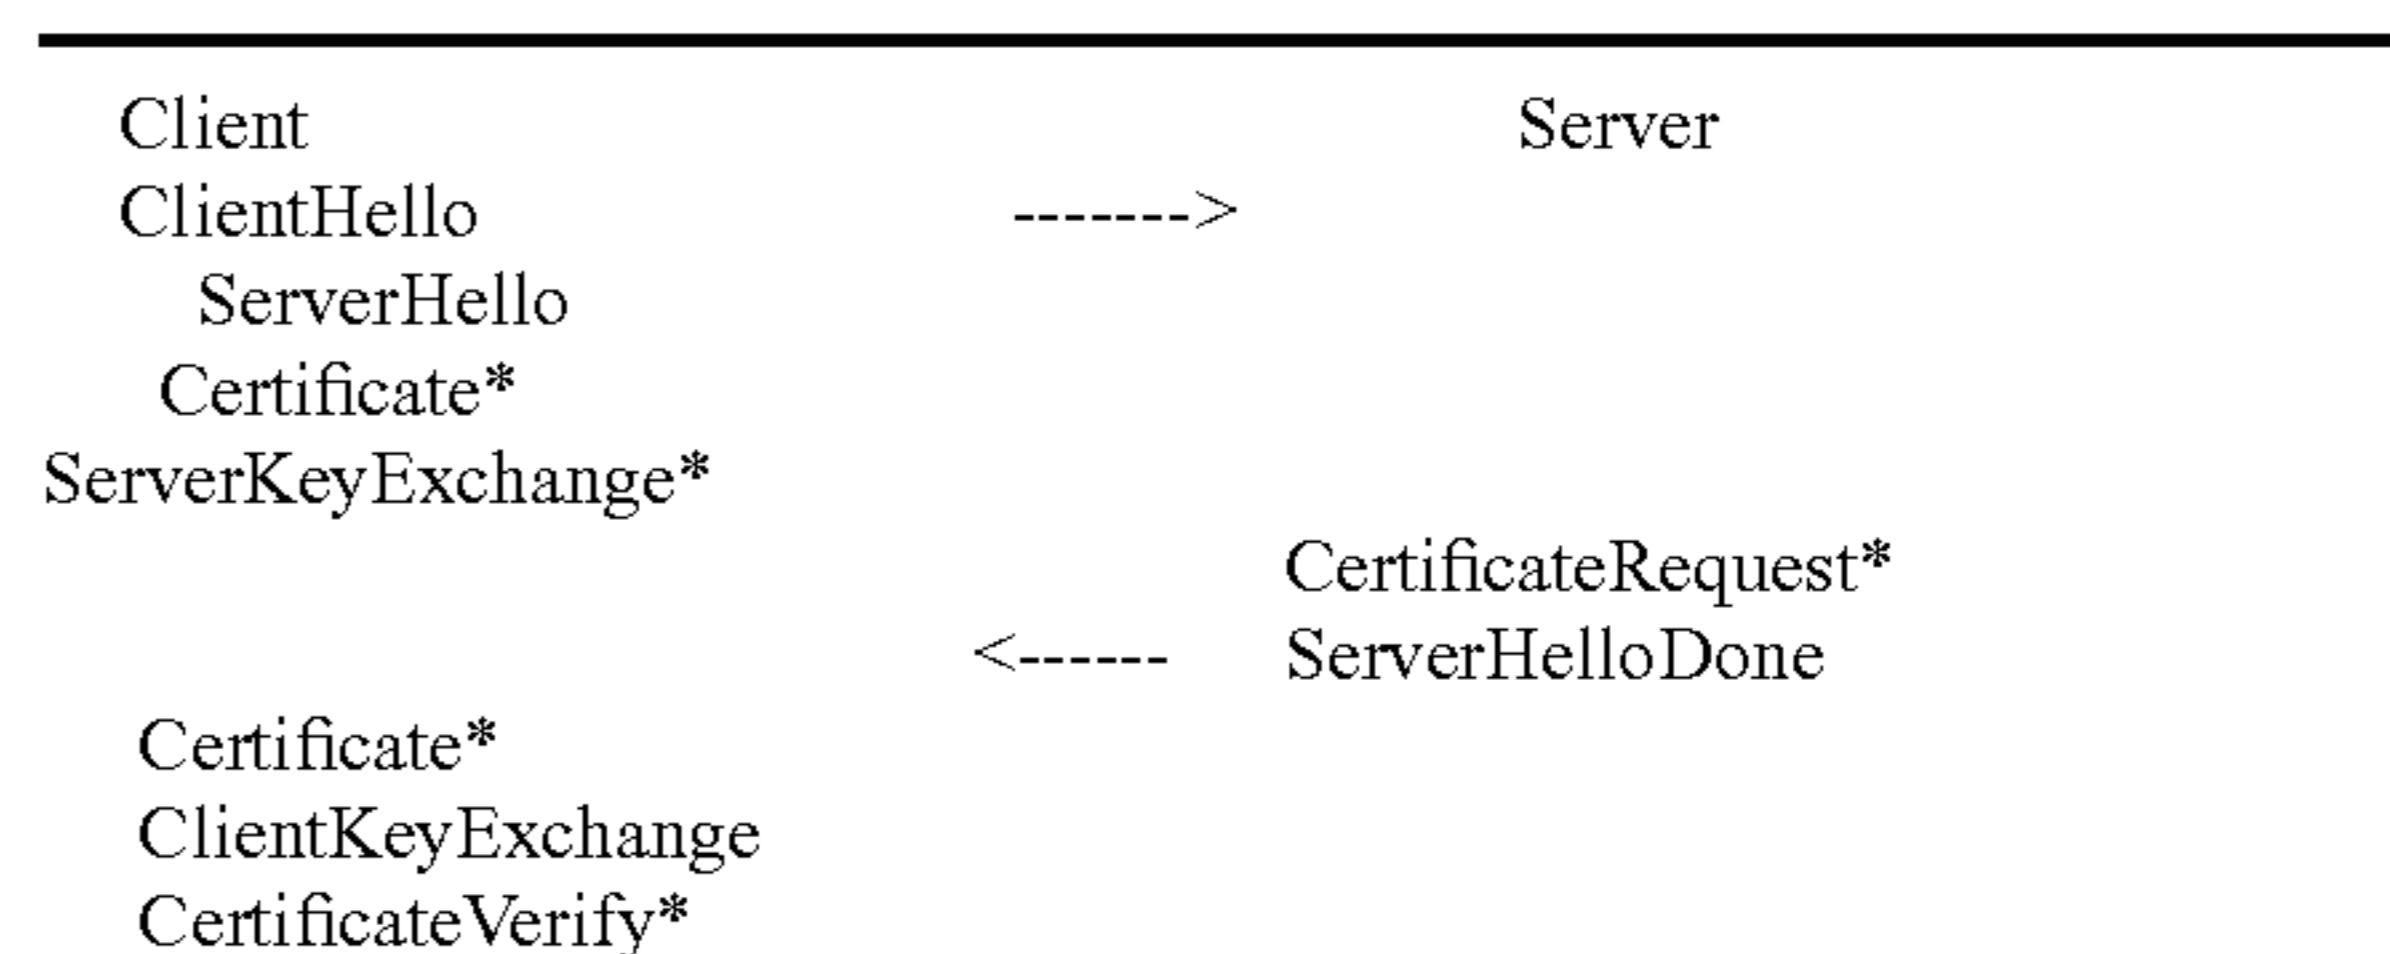 Client Server
ClientHello ------->
ServerHello
Certificate*
ServerKeyExchange*
CertificateRequest*
<------ ServerHelloDone
Certificate*
ClientKeyExchange
CertificateVerify*